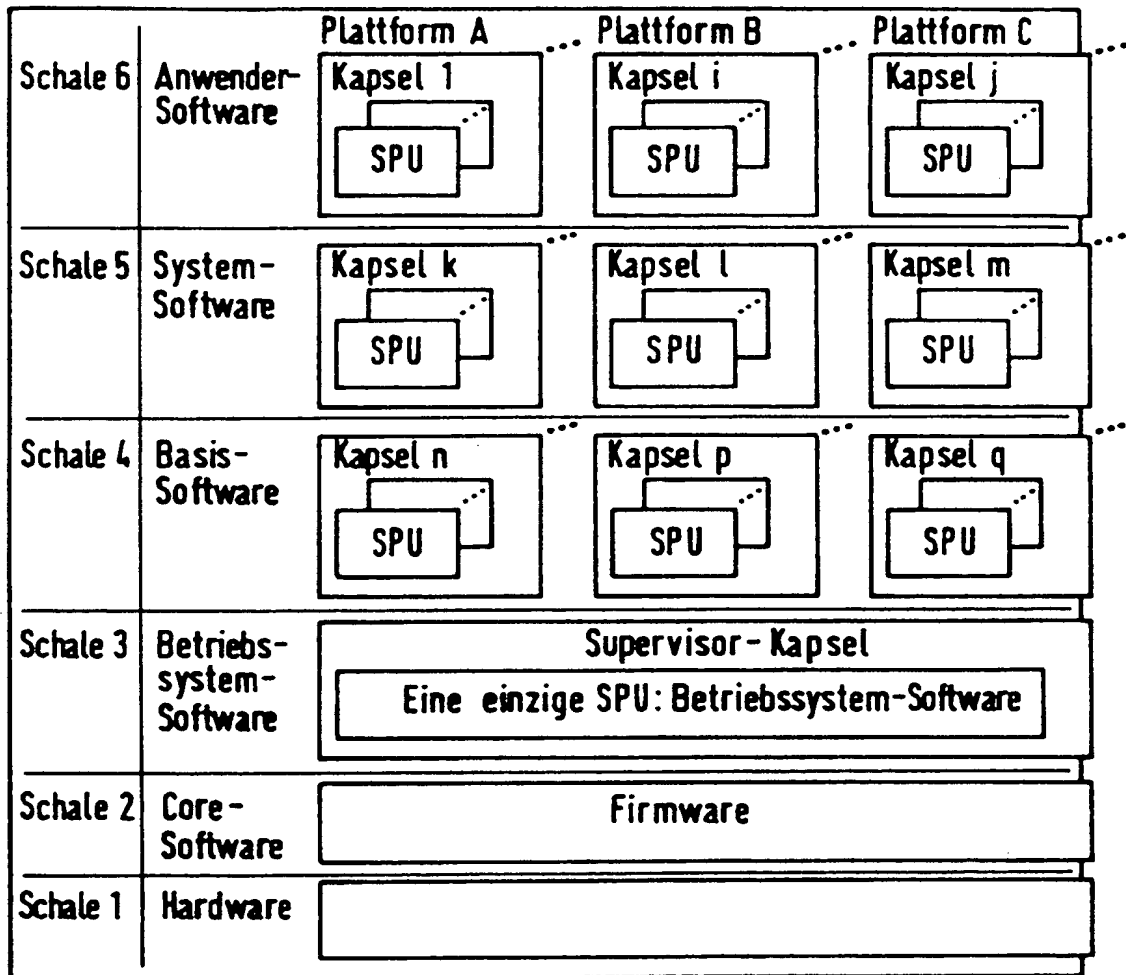 Plattform A
Plattform B
Plattform C
Schale 6
Anwender-
Software
Kapsel 1
SPU
Kapsel i
SPU
Kapsel j
SPU
Schale 5
System-
Software
Kapsel k
SPU
Kapsel l
SPU
Kapsel m
SPU
Schale 4
Basis-
Software
Kapsel n
SPU
Kapsel p
SPU
Kapsel q
SPU
Schale 3
Betriebs-
system-
Software
Supervisor-Kapsel
Eine einzige SPU: Betriebssystem-Software
Schale 2
Core-
Software
Firmware
Schale 1
Hardware